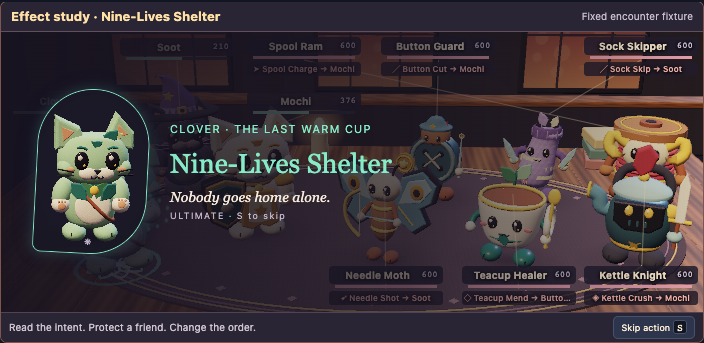 Effect study · Nine-Lives Shelter
Fixed encounter fixture
Soot 210
Spool Ram 600
Button Guard 600
Sock Skipper 600
Spool Charge → Mochi
Button Cut → Mochi
Sock Skip → Soot
Mochi 376
CLOVER · THE LAST WARM CUP
Nine-Lives Shelter
Nobody goes home alone.
ULTIMATE · S to skip
Needle Moth 600
Teacup Healer 600
Kettle Knight 600
Needle Shot → Soot
Teacup Mend → Butto...
Kettle Crush → Mochi
Read the intent. Protect a friend. Change the order.
Skip action S